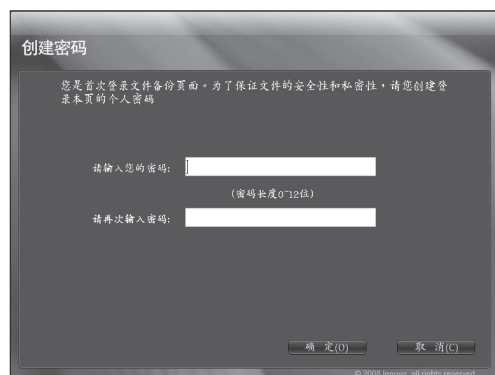 创建密码
您是首次登录文件备份页面。为了保证文件的安全性和私密性，请您创建登
录本页的个人密码
请输入您的密码:
(密码长度0~12位)
请再次输入密码:
确 定(O)
取 消(C)
© 2008 lenovo, all rights reserved